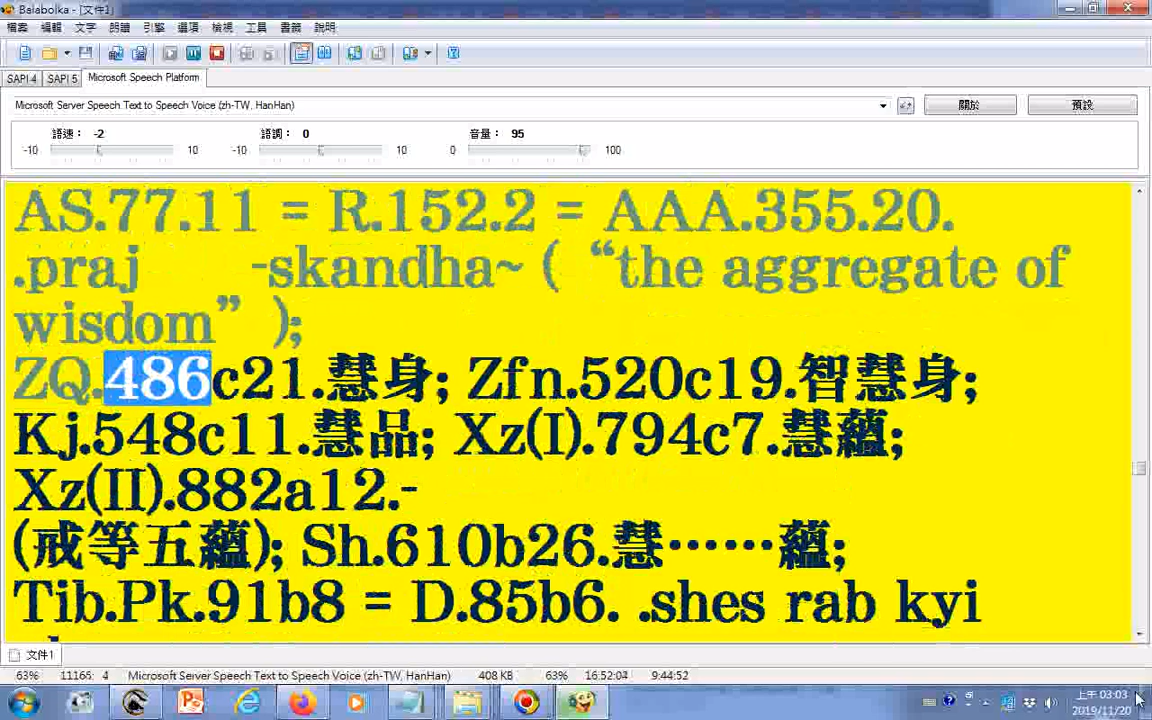 Balabolka - [文件1]
檔案 編輯 文字 朗讀 引擎 選項 檢視 工具 書籤 說明
SAPI 4 SAPI 5 Microsoft Speech Platform
Microsoft Server Speech Text to Speech Voice (zh-TW, HanHan) 關於 預設
語速： -2 語調： 0 音量： 95
-10 10 -10 10 0 100
AS.77.11 = R.152.2 = AAA.355.20.
.praj -skandha~ (“the aggregate of
wisdom”);
ZQ.486c21.慧身; Zfn.520c19.智慧身;
Kj.548c11.慧品; Xz(I).794c7.慧蘊;
Xz(II).882a12.-
(戒等五蘊); Sh.610b26.慧……蘊;
Tib.Pk.91b8 = D.85b6. .shes rab kyi
文件1
63% 11166: 4 Microsoft Server Speech Text to Speech Voice (zh-TW, HanHan) 408 KB 63% 16:52:04 9:44:52
上午 03:03
2019/11/20